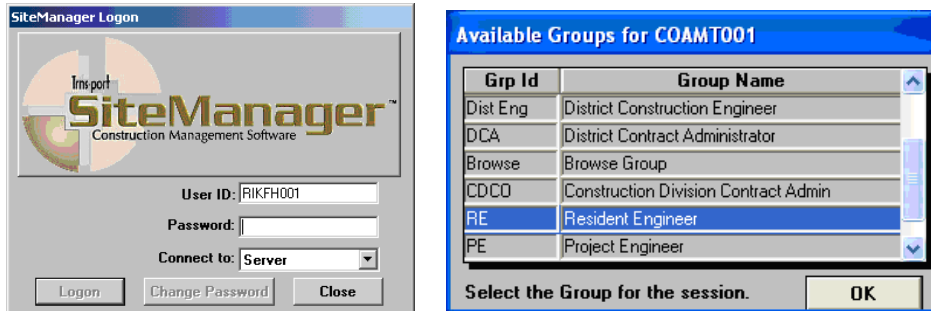 SiteManager Logon
Trns·port
SiteManager™
Construction Management Software
User ID: RIKFH001
Password:
Connect to: Server
Logon Change Password Close
Available Groups for COAMT001
Grp Id Group Name
Dist Eng District Construction Engineer
DCA District Contract Administrator
Browse Browse Group
CDCO Construction Division Contract Admin
RE Resident Engineer
PE Project Engineer
Select the Group for the session. OK